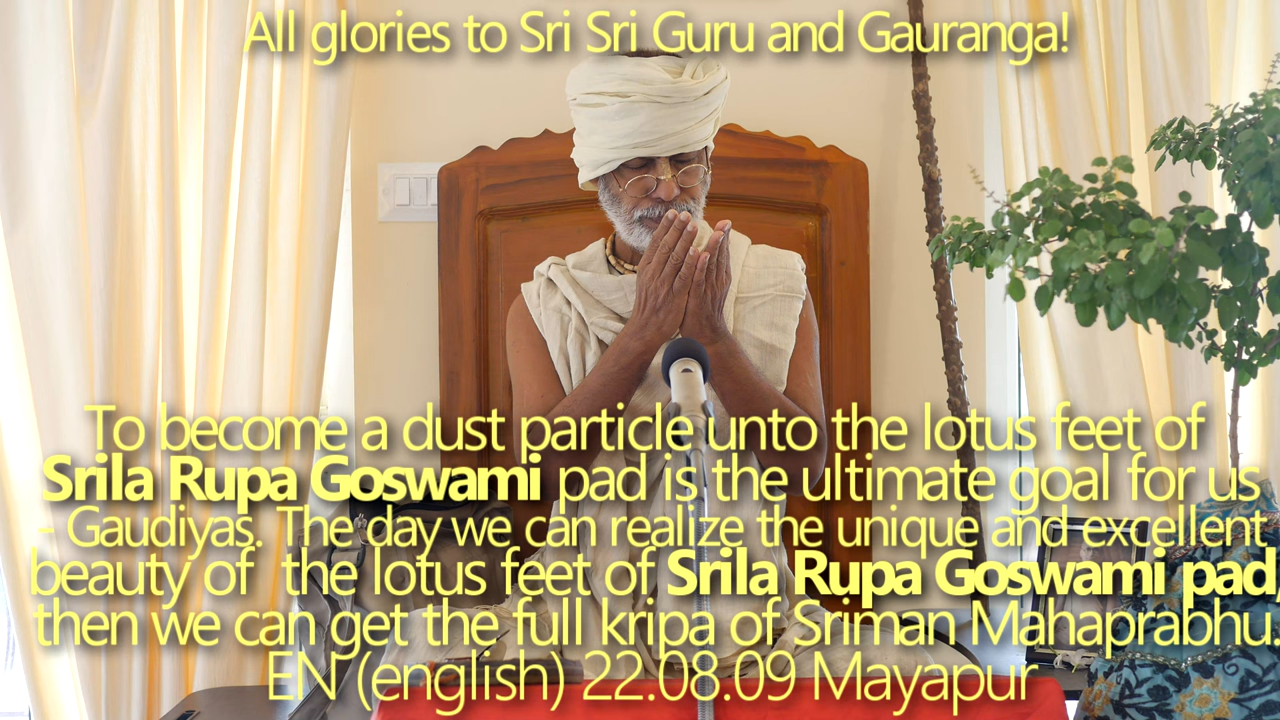 All glories to Sri Sri Guru and Gauranga!
To become a dust particle unto the lotus feet of
Srila Rupa Goswami pad is the ultimate goal for us
- Gaudiyas. The day we can realize the unique and excellent
beauty of the lotus feet of Srila Rupa Goswami pad,
then we can get the full kripa of Sriman Mahaprabhu.
EN (english) 22.08.09 Mayapur